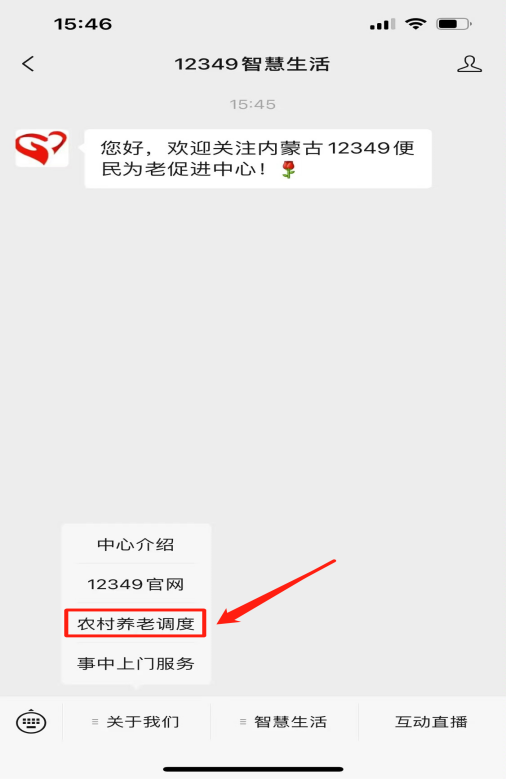 15:46
12349智慧生活
15:45
您好，欢迎关注内蒙古12349便
民为老促进中心！🌹
中心介绍
12349官网
农村养老调度
事中上门服务
关于我们
智慧生活
互动直播